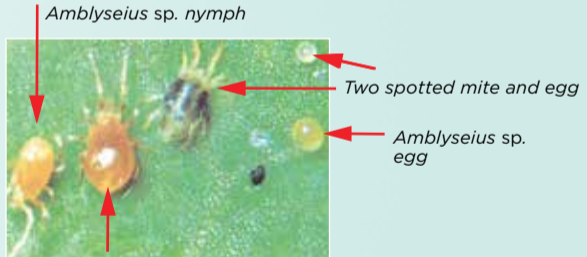 Amblyseius sp. nymph
Two spotted mite and egg
Amblyseius sp.
egg